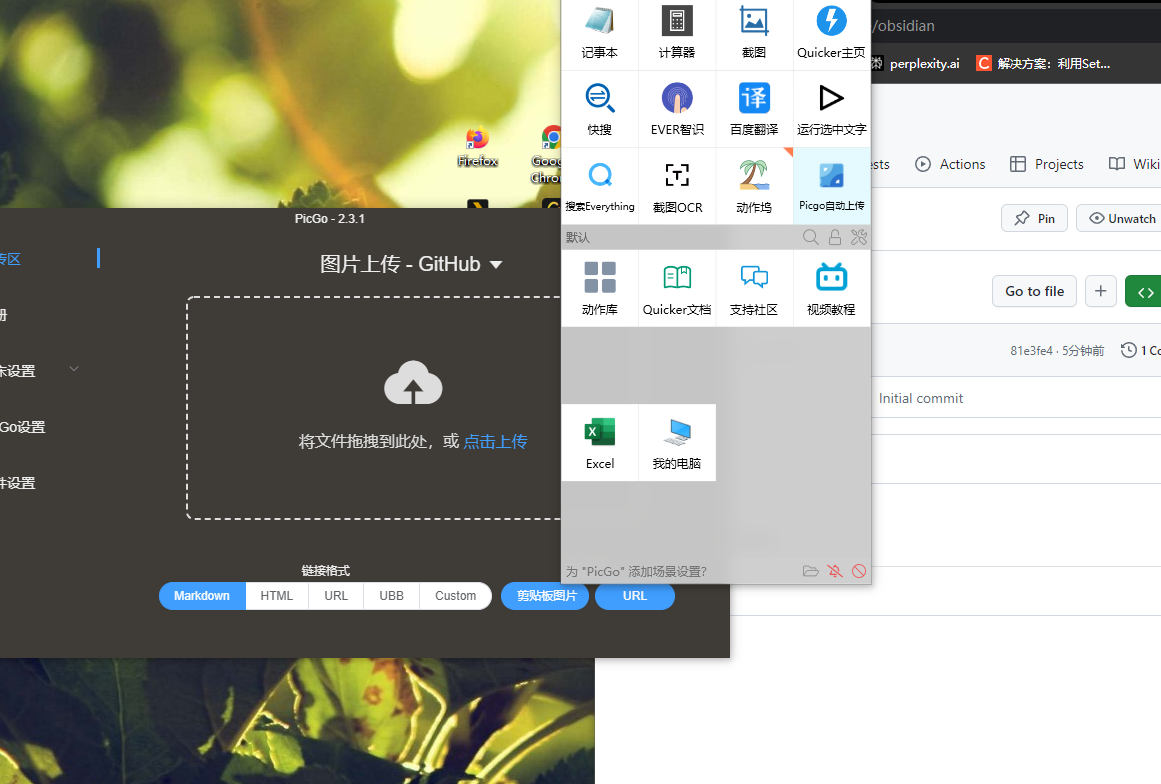 Firefox
Goo
Chro
PicGo - 2.3.1
传区
册
床设置
Go设置
件设置
图片上传 - GitHub
将文件拖拽到此处，或 点击上传
链接格式
Markdown
HTML
URL
UBB
Custom
剪贴板图片
URL
记事本
计算器
截图
Quicker主页
快搜
EVER智识
百度翻译
运行选中文字
搜索Everything
截图OCR
动作坞
Picgo自动上传
默认
动作库
Quicker文档
支持社区
视频教程
Excel
我的电脑
为 "PicGo" 添加场景设置?
/obsidian
perplexity.ai
解决方案：利用Set...
sts
Actions
Projects
Wiki
Pin
Unwatch
Go to file
81e3fe4 · 5分钟前
1 Co
Initial commit